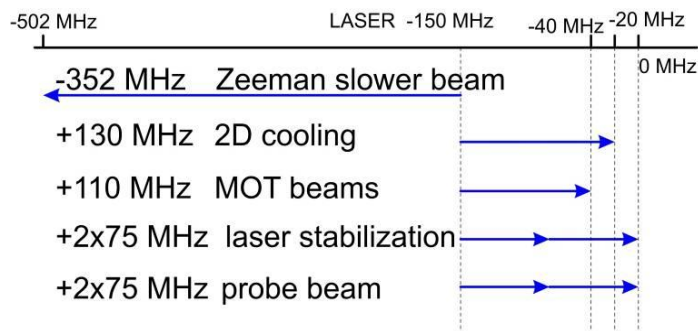 -502 MHz LASER -150 MHz -40 MHz -20 MHz
0 MHz
-352 MHz Zeeman slower beam
+130 MHz 2D cooling
+110 MHz MOT beams
+2x75 MHz laser stabilization
+2x75 MHz probe beam